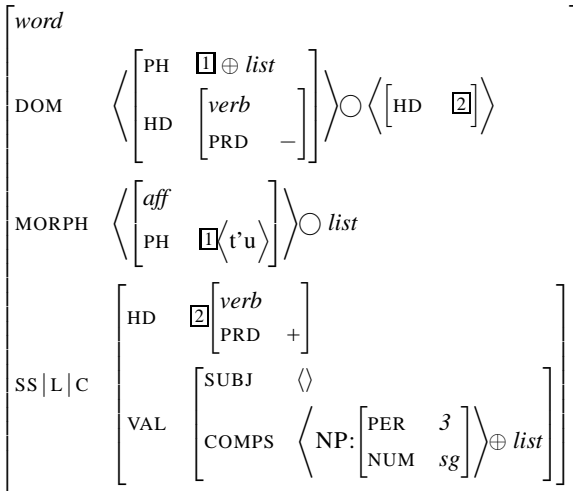 word
DOM ⟨[PH 1 ⊕ list
HD [verb
PRD −]]⟩ ○ ⟨[HD 2]⟩
MORPH ⟨[aff
PH 1⟨t'u⟩]⟩ ○ list
SS|L|C
HD 2[verb
PRD +]
VAL [SUBJ ⟨⟩
COMPS ⟨NP:[PER 3
NUM sg]⟩ ⊕ list]